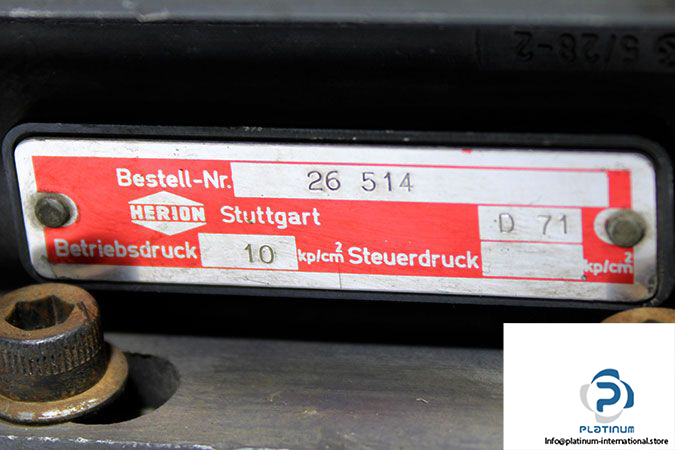 5/28-2
Bestell-Nr. 26 514
HERION Stuttgart D 71
Betriebsdruck 10 kp/cm² Steuerdruck kp/cm²
PLATINUM
Info@platinum-international.store